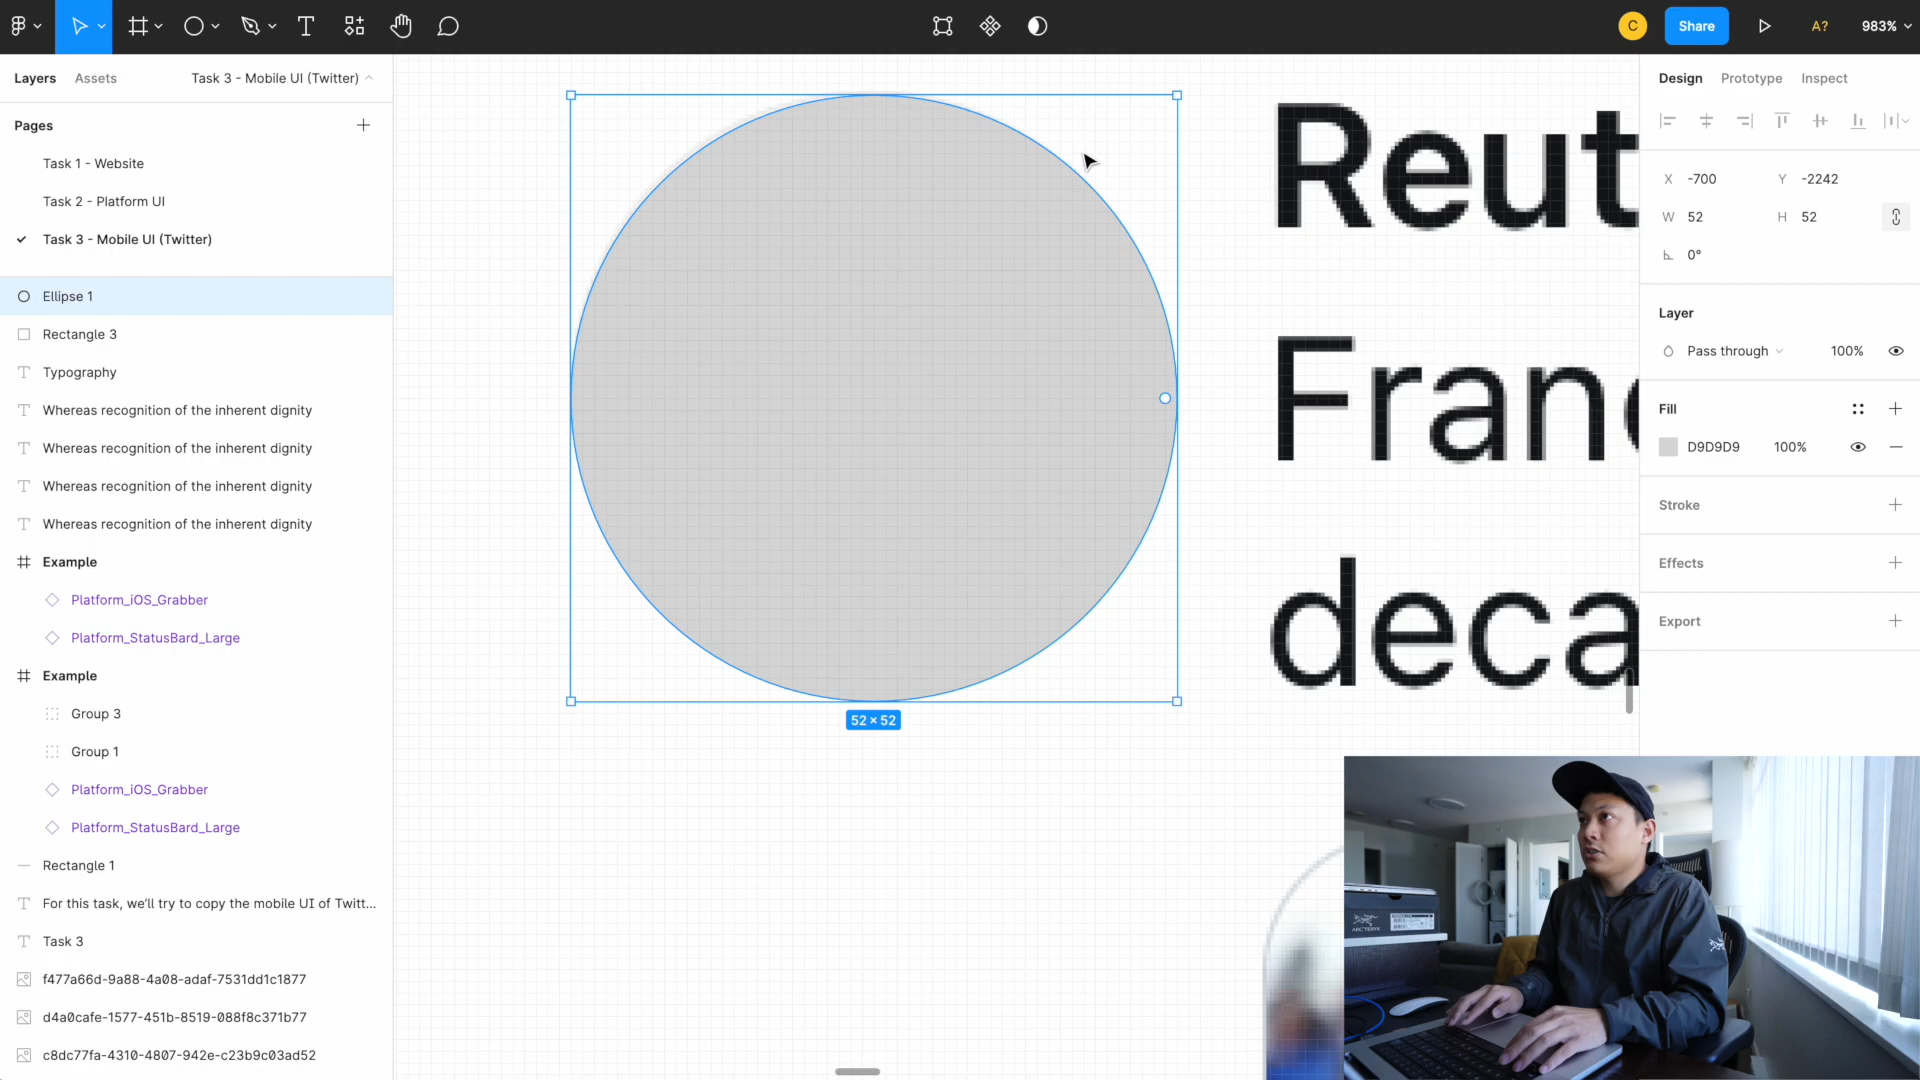 C
Share
A?
983%
Layers
Assets
Task 3 - Mobile UI (Twitter)
Design
Prototype
Inspect
Pages
Task 1 - Website
Task 2 - Platform UI
Task 3 - Mobile UI (Twitter)
Ellipse 1
Rectangle 3
Typography
Whereas recognition of the inherent dignity
Whereas recognition of the inherent dignity
Whereas recognition of the inherent dignity
Whereas recognition of the inherent dignity
Example
Platform_iOS_Grabber
Platform_StatusBard_Large
Example
Group 3
Group 1
Platform_iOS_Grabber
Platform_StatusBard_Large
Rectangle 1
For this task, we'll try to copy the mobile UI of Twitt...
Task 3
f477a66d-9a88-4a08-adaf-7531dd1c1877
d4a0cafe-1577-451b-8519-088f8c371b77
c8dc77fa-4310-4807-942e-c23b9c03ad52
52 × 52
Reut
Fran
deca
X -700 Y -2242
W 52 H 52
0°
Layer
Pass through 100%
Fill
D9D9D9 100%
Stroke
Effects
Export
ARC'TERYX